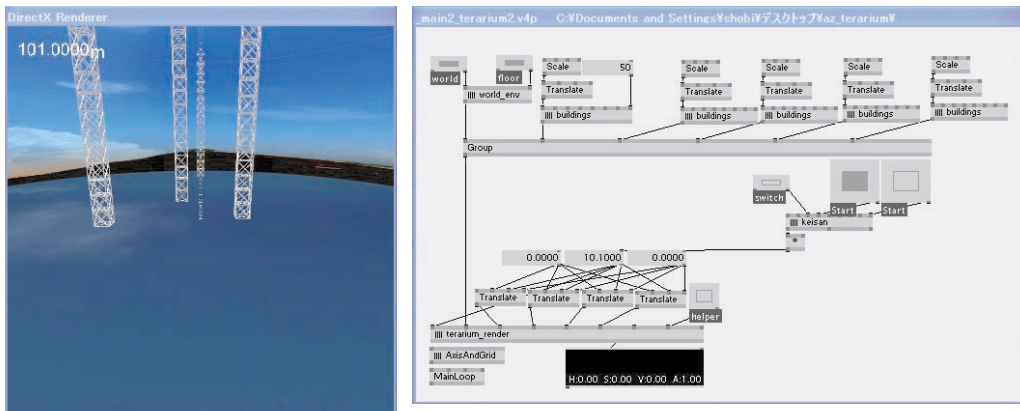 DirectX Renderer
101.0000m
_main2_terarium2.v4p C:¥Documents and Settings¥shobi¥デスクトップ¥az_terarium¥
world
floor
Scale
50
Scale
Scale
Scale
Scale
Translate
Translate
Translate
Translate
Translate
world_env
buildings
buildings
buildings
buildings
buildings
Group
switch
Start
Start
keisan
*
0.0000
10.1000
0.0000
Translate
Translate
Translate
Translate
helper
terarium_render
AxisAndGrid
MainLoop
H:0.00 S:0.00 V:0.00 A:1.00